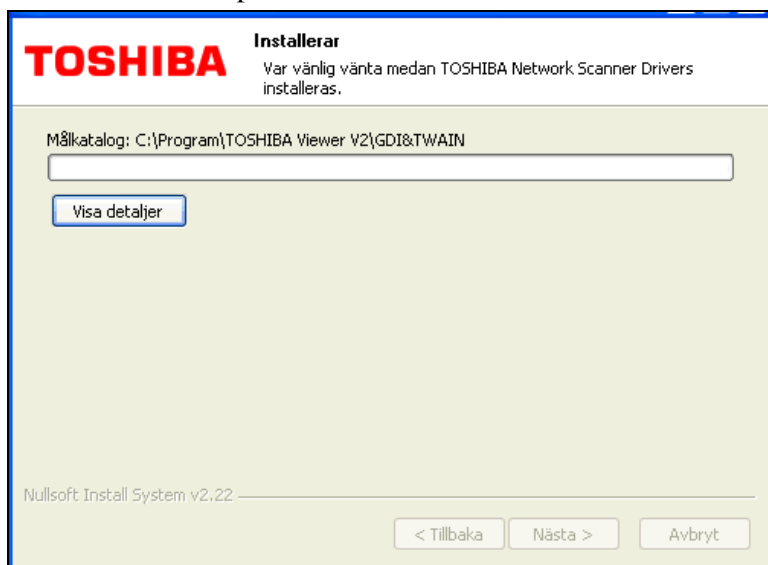 Installerar
TOSHIBA
Var vänlig vänta medan TOSHIBA Network Scanner Drivers
installeras.
Målkatalog: C:\Program\TOSHIBA Viewer V2\GDI&TWAIN
Visa detaljer
Nullsoft Install System v2.22
< Tillbaka
Nästa >
Avbryt